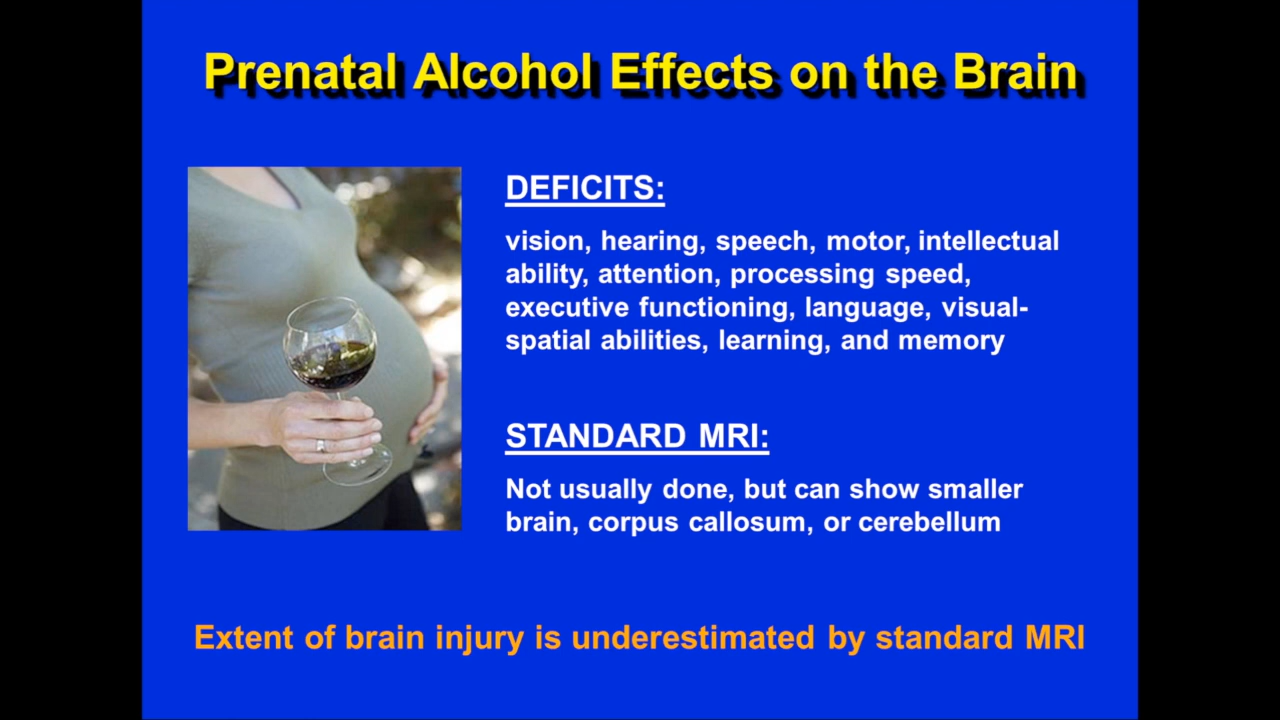 Prenatal Alcohol Effects on the Brain
DEFICITS:
vision, hearing, speech, motor, intellectual
ability, attention, processing speed,
executive functioning, language, visual-
spatial abilities, learning, and memory
STANDARD MRI:
Not usually done, but can show smaller
brain, corpus callosum, or cerebellum
Extent of brain injury is underestimated by standard MRI